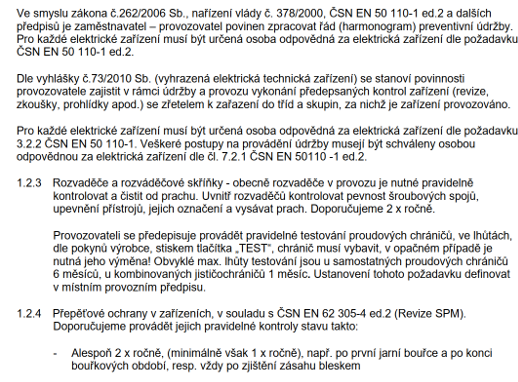 Ve smyslu zákona č.262/2006 Sb., nařízení vlády č. 378/2000, ČSN EN 50 110-1 ed.2 a dalších
předpisů je zaměstnavatel – provozovatel povinen zpracovat řád (harmonogram) preventivní údržby.
Pro každé elektrické zařízení musí být určená osoba odpovědná za elektrická zařízení dle požadavku
ČSN EN 50 110-1 ed.2.
Dle vyhlášky č.73/2010 Sb. (vyhrazená elektrická technická zařízení) se stanoví povinnosti
provozovatele zajistit v rámci údržby a provozu vykonání předepsaných kontrol zařízení (revize,
zkoušky, prohlídky apod.) se zřetelem k zařazení do tříd a skupin, za nichž je zařízení provozováno.
Pro každé elektrické zařízení musí být určena osoba odpovědná za elektrická zařízení dle požadavku
3.2.2 ČSN EN 50 110-1. Veškeré postupy na provádění údržby musejí být schváleny osobou
odpovědnou za elektrická zařízení dle čl. 7.2.1 ČSN EN 50110 -1 ed.2.
1.2.3 Rozvaděče a rozváděčové skříňky - obecně rozvaděče v provozu je nutné pravidelně
kontrolovat a čistit od prachu. Uvnitř rozvaděčů kontrolovat pevnost šroubových spojů,
upevnění přístrojů, jejich označení a vysávat prach. Doporučujeme 2 x ročně.
Provozovateli se předepisuje provádět pravidelné testování proudových chráničů, ve lhůtách,
dle pokynů výrobce, stiskem tlačítka „TEST", chránič musí vybavit, v opačném případě je
nutná jeho výměna! Obvyklé max. lhůty testování jsou u samostatných proudových chráničů
6 měsíců, u kombinovaných jističochráničů 1 měsíc. Ustanovení tohoto požadavku definovat
v místním provozním předpisu.
1.2.4 Přepěťové ochrany v zařízeních, v souladu s ČSN EN 62 305-4 ed.2 (Revize SPM).
Doporučujeme provádět jejich pravidelné kontroly stavu takto:
- Alespoň 2 x ročně, (minimálně však 1 x ročně), např. po první jarní bouřce a po konci
bouřkových období, resp. vždy po zjištění zásahu bleskem